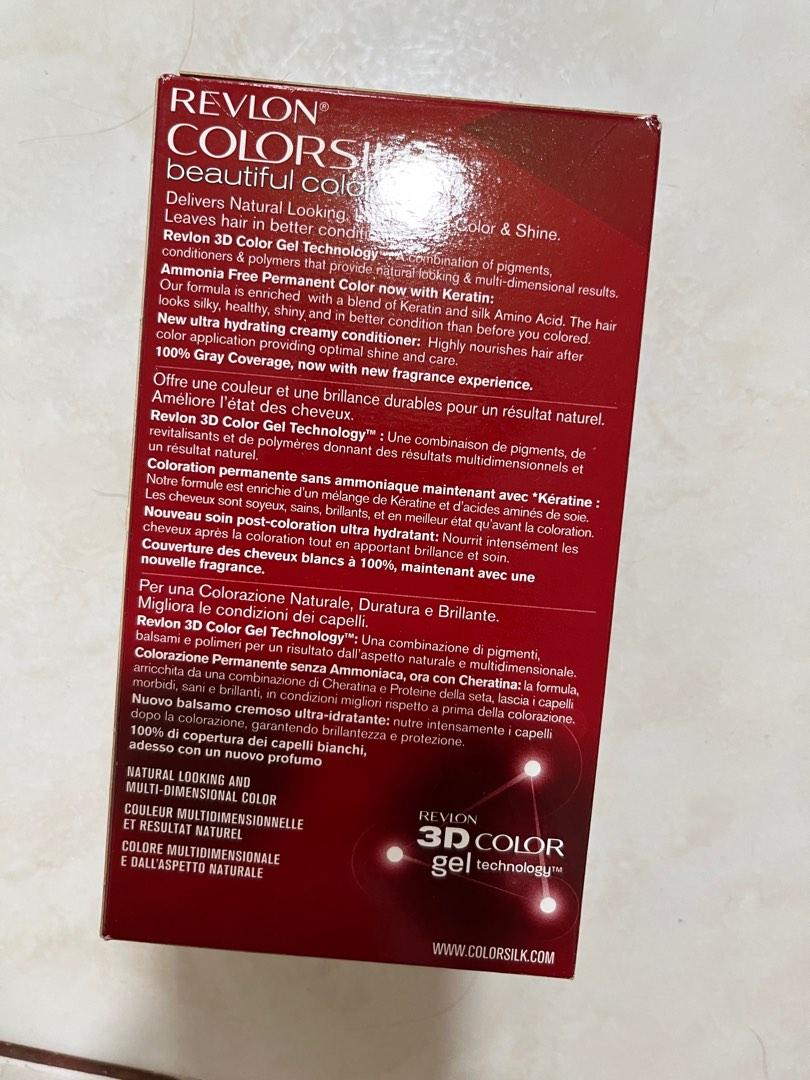 REVLON®
COLORSI
beautiful colo
Delivers Natural Looking, Color & Shine.
Leaves hair in better condi
Revlon 3D Color Gel Technology combination of pigments,
conditioners & polymers that provide natural looking & multi-dimensional results.
Ammonia Free Permanent Color now with Keratin:
Our formula is enriched with a blend of Keratin and silk Amino Acid. The hair
looks silky, healthy, shiny and in better condition than before you colored.
New ultra hydrating creamy conditioner: Highly nourishes hair after
color application providing optimal shine and care.
100% Gray Coverage, now with new fragrance experience.
Offre une couleur et une brillance durables pour un résultat naturel.
Améliore l'état des cheveux.
Revlon 3D Color Gel Technology™ : Une combinaison de pigments, de
revitalisants et de polymères donnant des résultats multidimensionnels et
un résultat naturel.
Coloration permanente sans ammoniaque maintenant avec *Kératine :
Notre formule est enrichie d'un mélange de Kératine et d'acides aminés de soie.
Les cheveux sont soyeux, sains, brillants, et en meilleur état qu'avant la coloration.
Nouveau soin post-coloration ultra hydratant: Nourrit intensément les
cheveux après la coloration tout en apportant brillance et soin.
Couverture des cheveux blancs à 100%, maintenant avec une
nouvelle fragrance.
Per una Colorazione Naturale, Duratura e Brillante.
Migliora le condizioni dei capelli.
Revlon 3D Color Gel Technology™: Una combinazione di pigmenti,
balsami e polimeri per un risultato dall'aspetto naturale e multidimensionale.
Colorazione Permanente senza Ammoniaca, ora con Cheratina: la formula,
arricchita da una combinazione di Cheratina e Proteine della seta, lascia i capelli
morbidi, sani e brillanti, in condizioni migliori rispetto a prima della colorazione.
Nuovo balsamo cremoso ultra-idratante: nutre intensamente i capelli
dopo la colorazione, garantendo brillantezza e protezione.
100% di copertura dei capelli bianchi,
adesso con un nuovo profumo
NATURAL LOOKING AND
MULTI-DIMENSIONAL COLOR
COULEUR MULTIDIMENSIONNELLE
ET RESULTAT NATUREL
COLORE MULTIDIMENSIONALE
E DALL'ASPETTO NATURALE
REVLON
3D COLOR
gel technology™
WWW.COLORSILK.COM